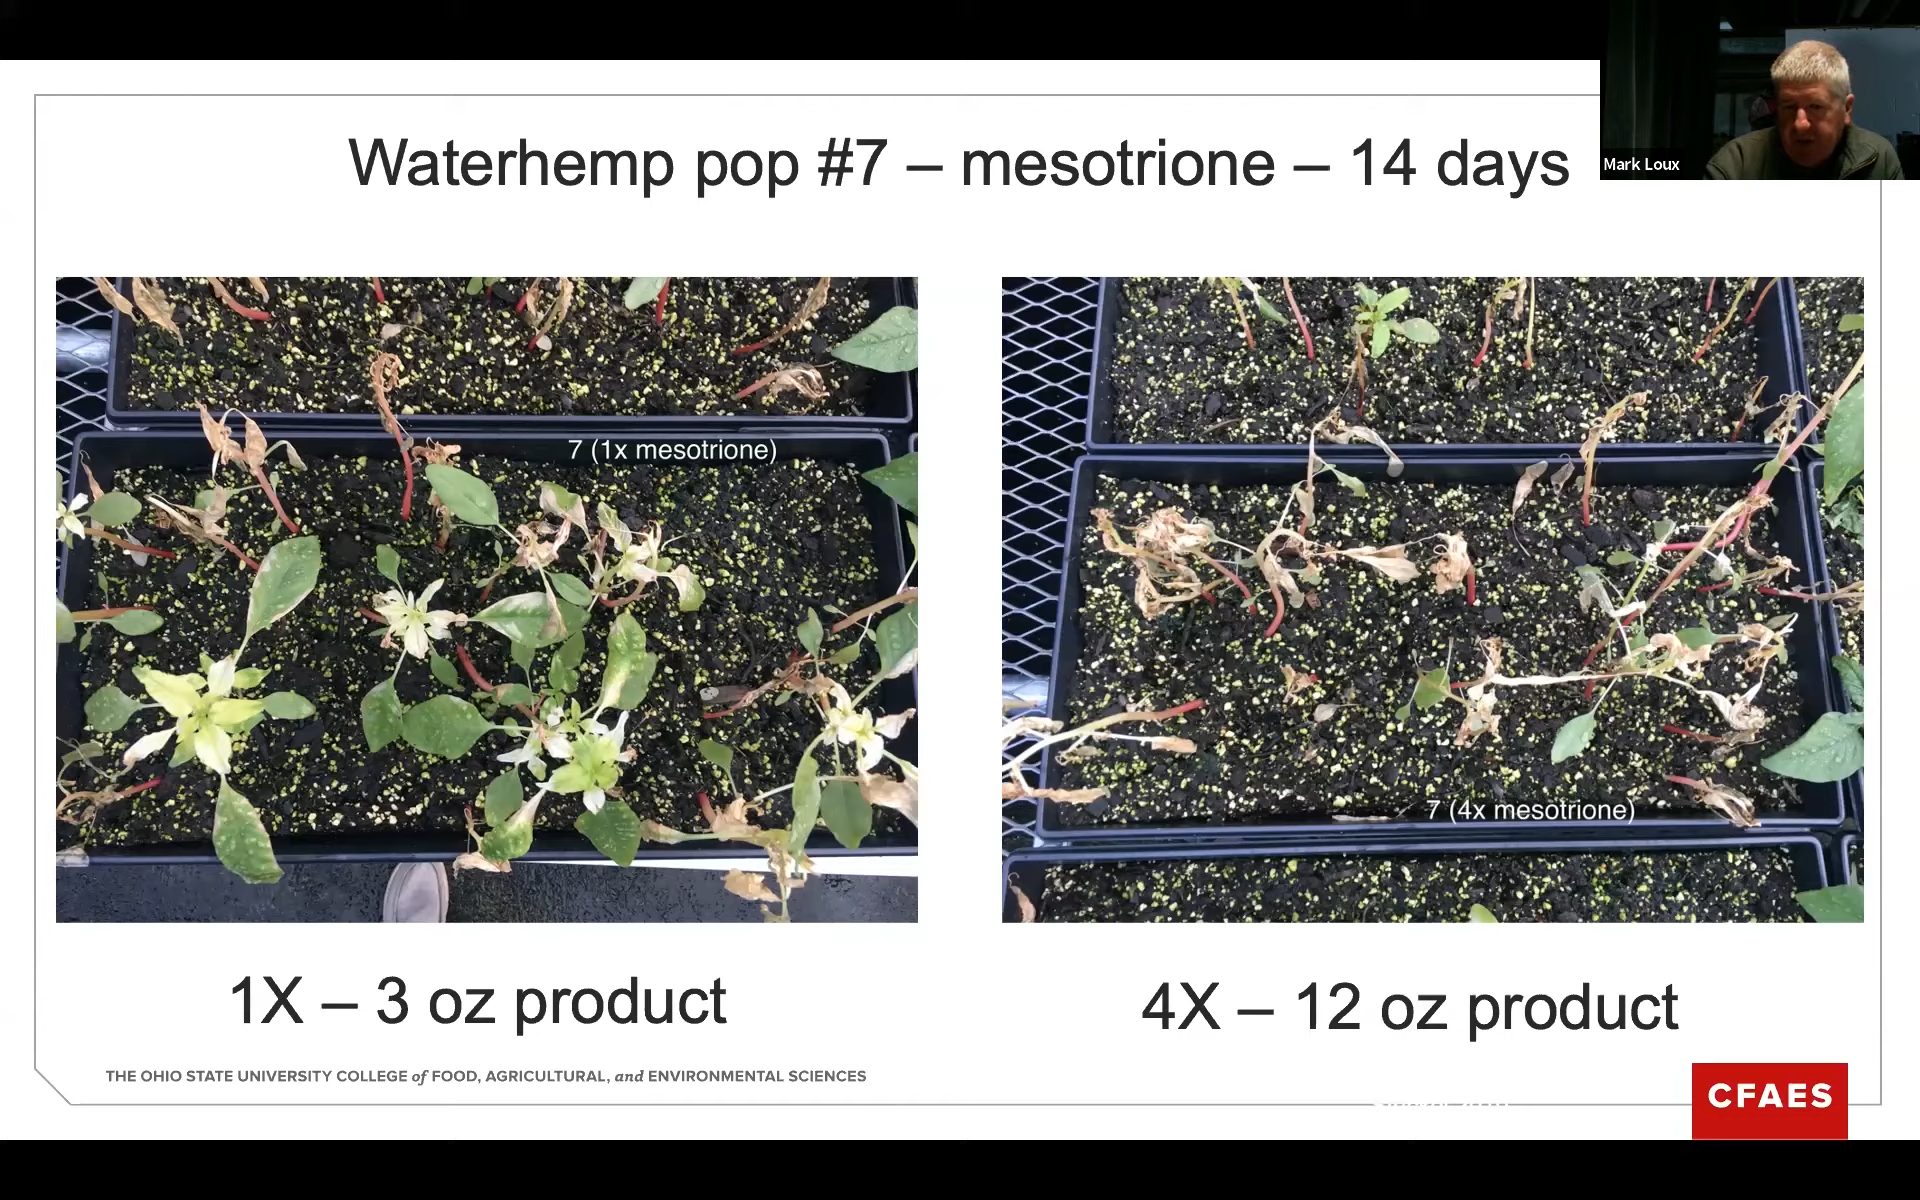 Waterhemp pop #7 – mesotrione – 14 days
Mark Loux
7 (1x mesotrione)
7 (4x mesotrione)
1X – 3 oz product
4X – 12 oz product
THE OHIO STATE UNIVERSITY COLLEGE of FOOD, AGRICULTURAL, and ENVIRONMENTAL SCIENCES
CFAES